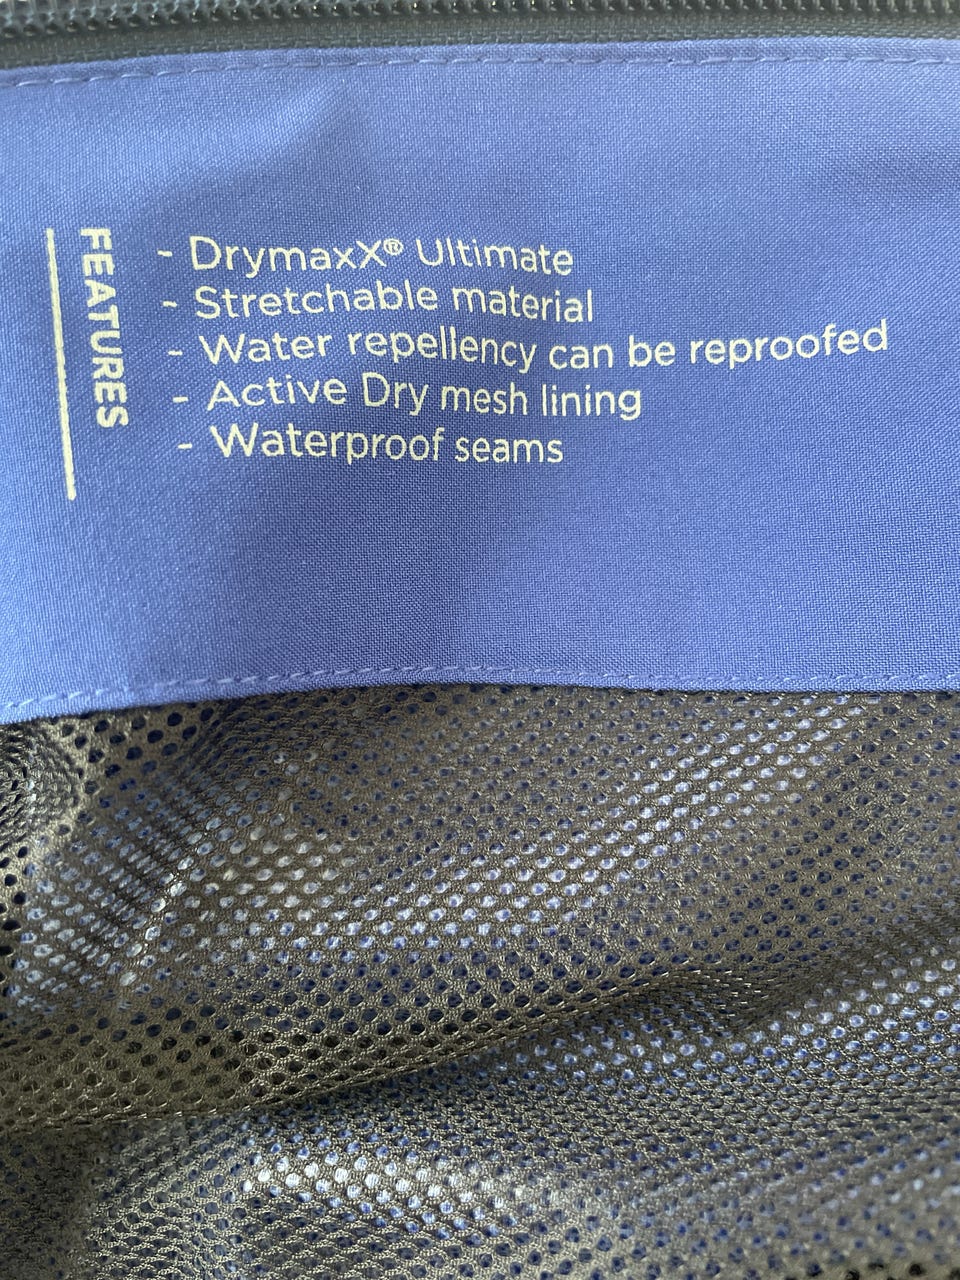 FEATURES
- DrymaxX® Ultimate
- Stretchable material
- Water repellency can be reproofed
- Active Dry mesh lining
- Waterproof seams